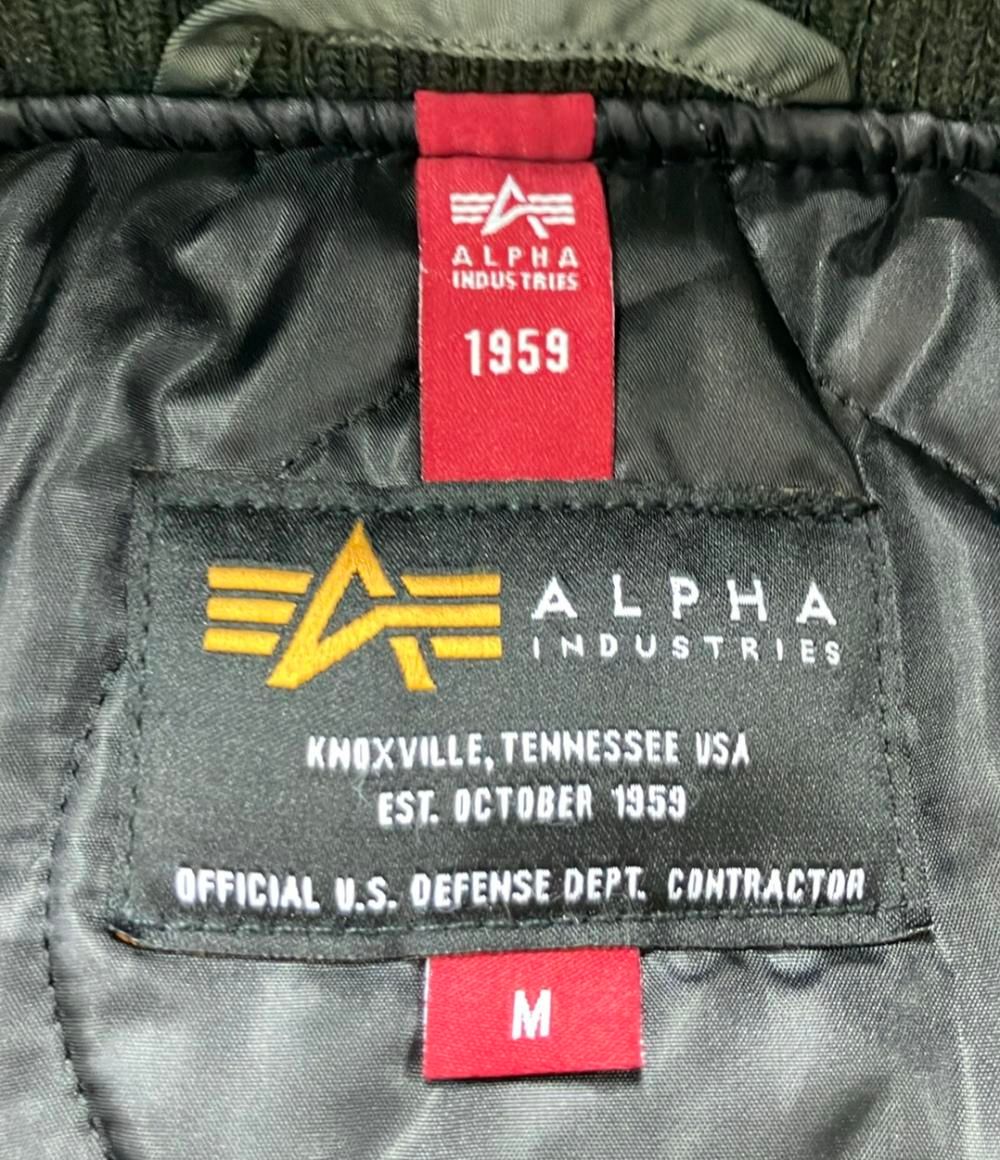 ALPHA
INDUSTRIES
1959
ALPHA
INDUSTRIES
KNOXVILLE, TENNESSEE USA
EST. OCTOBER 1959
OFFICIAL U.S. DEFENSE DEPT. CONTRACTOR
M